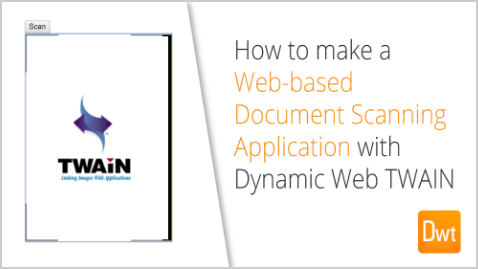 Scan
TWAIN
Linking Images With Applications
How to make a
Web-based
Document Scanning
Application with
Dynamic Web TWAIN
Dwt